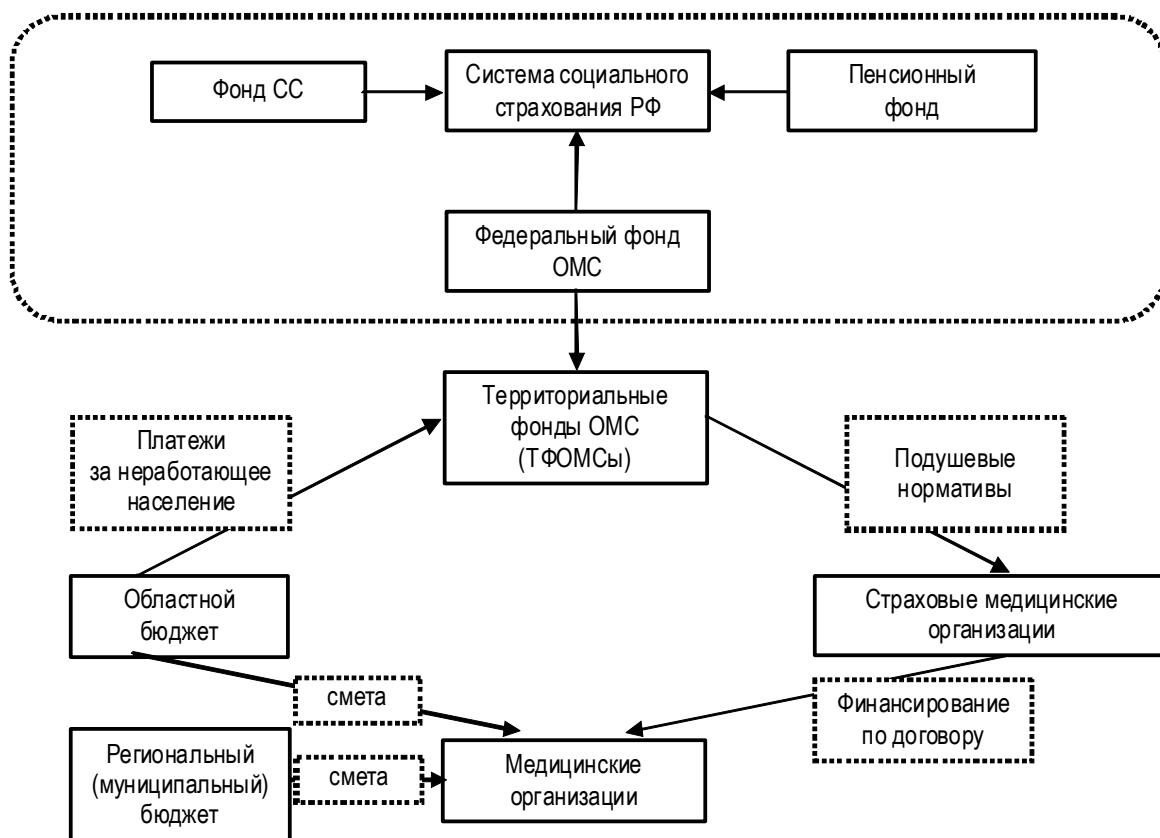 Фонд СС
Система социального
страхования РФ
Пенсионный
фонд
Федеральный фонд
ОМС
Территориальные
фонды ОМС
(ТФОМСы)
Платежи
за неработающее
население
Подушевые
нормативы
Областной
бюджет
Страховые медицинские
организации
смета
Финансирование
по договору
Региональный
(муниципальный)
бюджет
смета
Медицинские
организации